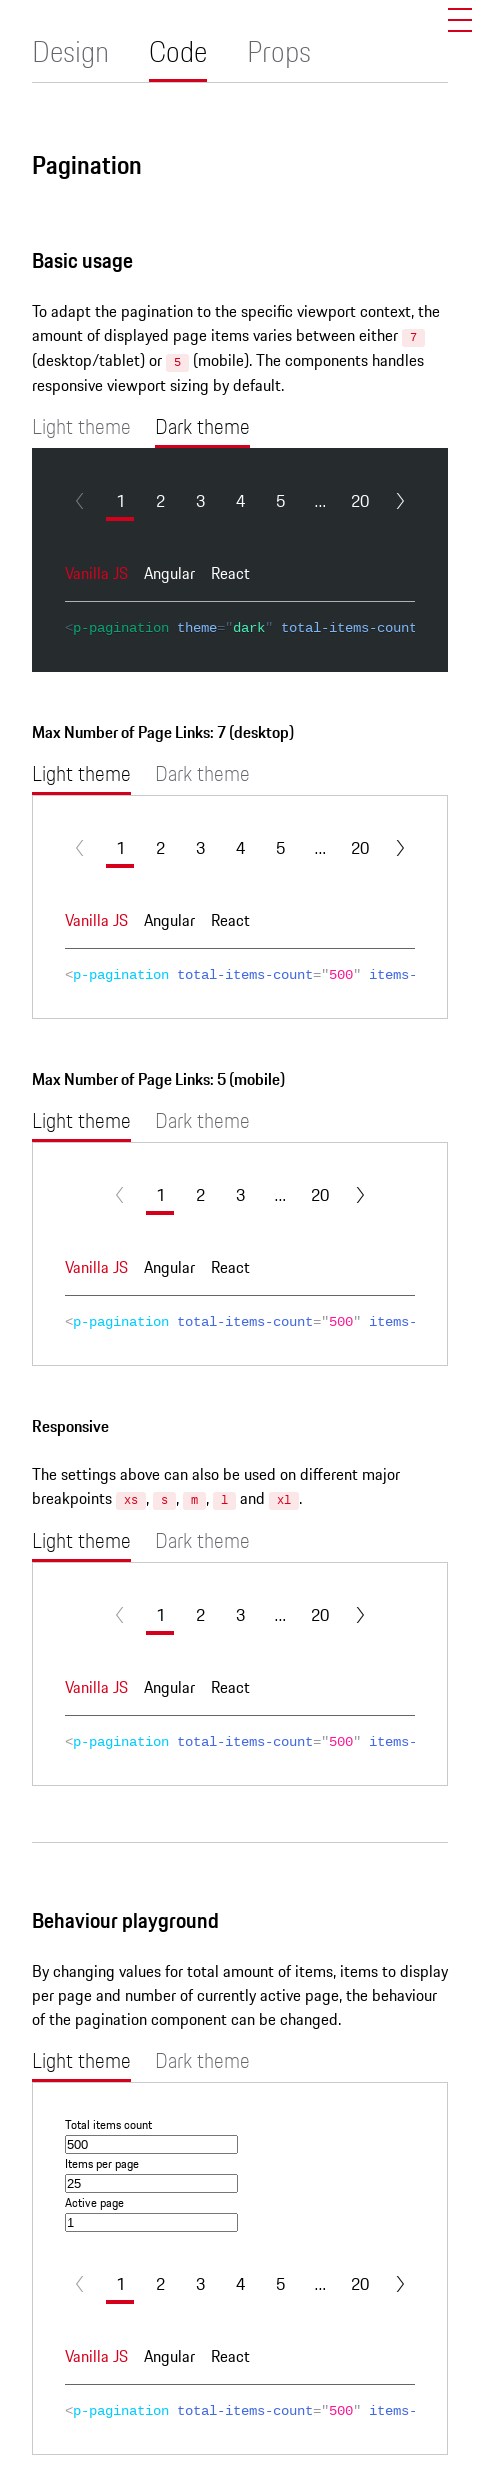 Design Code Props
Pagination
Basic usage
To adapt the pagination to the specific viewport context, the
amount of displayed page items varies between either 7
(desktop/tablet) or 5 (mobile). The components handles
responsive viewport sizing by default.
Light theme Dark theme
1 2 3 4 5 ... 20
Vanilla JS Angular React
<p-pagination theme="dark" total-items-count
Max Number of Page Links: 7 (desktop)
Light theme Dark theme
1 2 3 4 5 ... 20
Vanilla JS Angular React
<p-pagination total-items-count="500" items-
Max Number of Page Links: 5 (mobile)
Light theme Dark theme
1 2 3 ... 20
Vanilla JS Angular React
<p-pagination total-items-count="500" items-
Responsive
The settings above can also be used on different major
breakpoints xs, s, m, l and xl.
Light theme Dark theme
1 2 3 ... 20
Vanilla JS Angular React
<p-pagination total-items-count="500" items-
Behaviour playground
By changing values for total amount of items, items to display
per page and number of currently active page, the behaviour
of the pagination component can be changed.
Light theme Dark theme
Total items count
500
Items per page
25
Active page
1
1 2 3 4 5 ... 20
Vanilla JS Angular React
<p-pagination total-items-count="500" items-